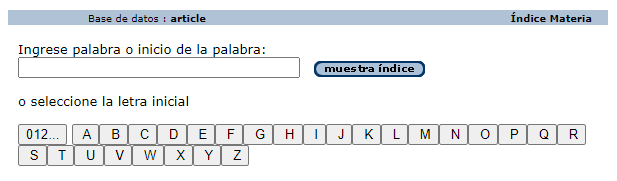 Base de datos : article Índice Materia
Ingrese palabra o inicio de la palabra:
muestra índice
o seleccione la letra inicial
012... A B C D E F G H I J K L M N O P Q R
S T U V W X Y Z